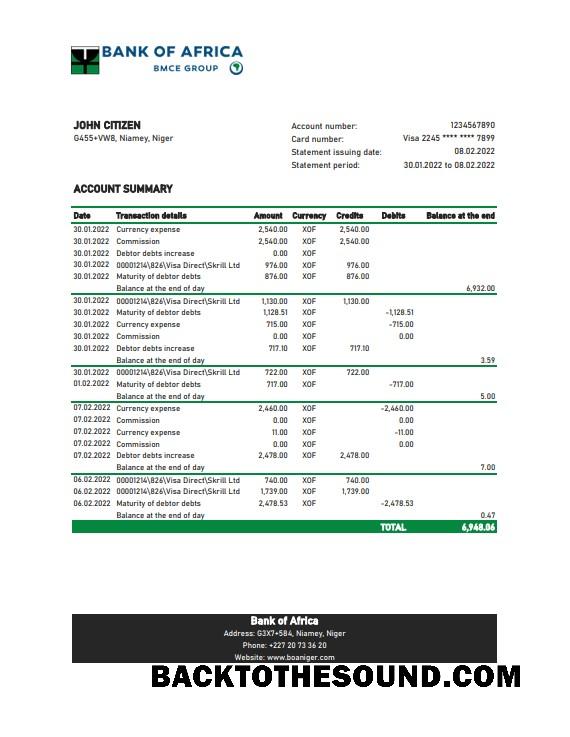 BANK OF AFRICA
BMCE GROUP
JOHN CITIZEN
G455+VW8, Niamey, Niger
Account number: 1234567890
Card number: Visa 2245 **** **** 7899
Statement issuing date: 08.02.2022
Statement period: 30.01.2022 to 08.02.2022
ACCOUNT SUMMARY
Date Transaction details Amount Currency Credits Debits Balance at the end
30.01.2022 Currency expense 2,540.00 XOF 2,540.00
30.01.2022 Commission 2,540.00 XOF 2,540.00
30.01.2022 Debtor debts increase 0.00 XOF
30.01.2022 00001214\826\Visa Direct\Skrill Ltd 976.00 XOF 976.00
30.01.2022 Maturity of debtor debts 876.00 XOF 876.00
Balance at the end of day 6,932.00
30.01.2022 00001214\826\Visa Direct\Skrill Ltd 1,130.00 XOF 1,130.00
30.01.2022 Maturity of debtor debts 1,128.51 XOF -1,128.51
30.01.2022 Currency expense 715.00 XOF -715.00
30.01.2022 Commission 0.00 XOF 0.00
30.01.2022 Debtor debts increase 717.10 XOF 717.10
Balance at the end of day 3.59
30.01.2022 00001214\826\Visa Direct\Skrill Ltd 722.00 XOF 722.00
01.02.2022 Maturity of debtor debts 717.00 XOF -717.00
Balance at the end of day 5.00
07.02.2022 Currency expense 2,460.00 XOF -2,460.00
07.02.2022 Commission 0.00 XOF 0.00
07.02.2022 Currency expense 11.00 XOF -11.00
07.02.2022 Commission 0.00 XOF 0.00
07.02.2022 Debtor debts increase 2,478.00 XOF 2,478.00
Balance at the end of day 7.00
06.02.2022 00001214\826\Visa Direct\Skrill Ltd 740.00 XOF 740.00
06.02.2022 00001214\826\Visa Direct\Skrill Ltd 1,739.00 XOF 1,739.00
06.02.2022 Maturity of debtor debts 2,478.53 XOF -2,478.53
Balance at the end of day 0.47
TOTAL 6,948.06
Bank of Africa
Address: G3X7+584, Niamey, Niger
Phone: +227 20 73 36 20
Website: www.boaniger.com
BACKTOTHESOUND.COM